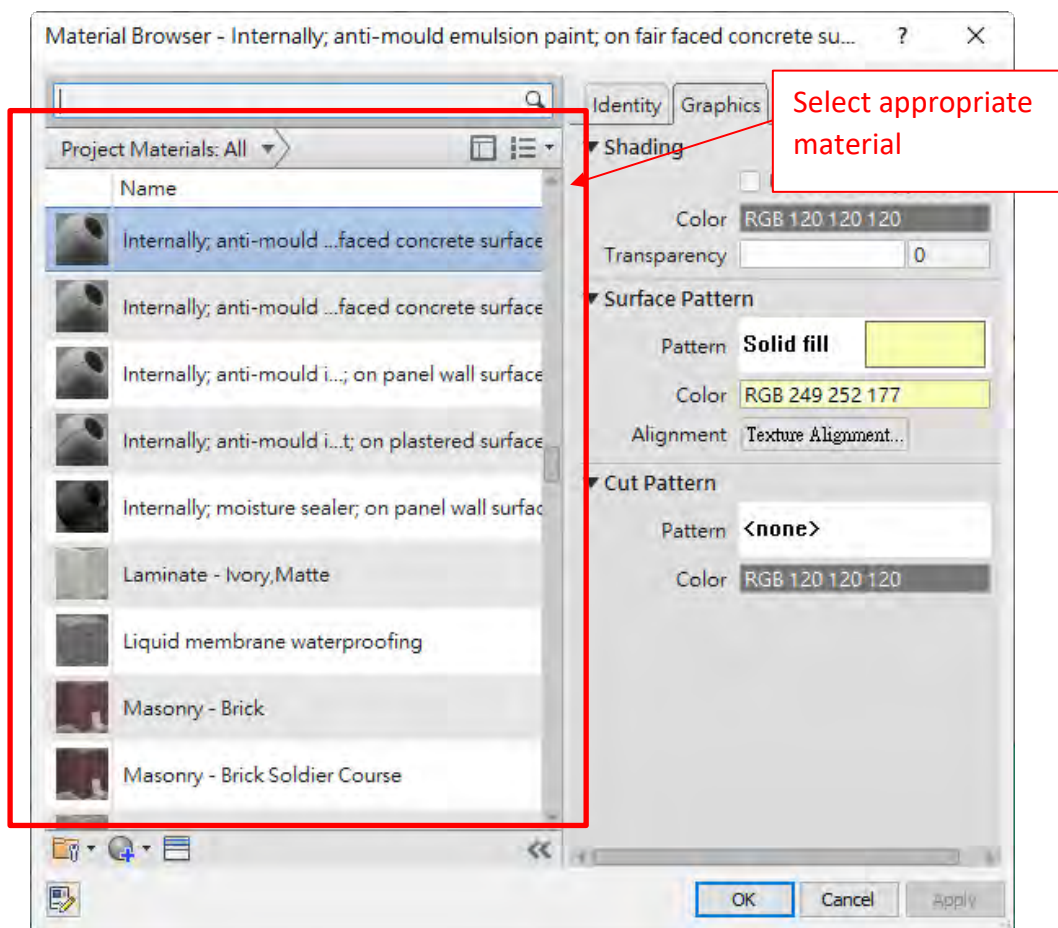 Material Browser - Internally; anti-mould emulsion paint; on fair faced concrete su... ? ×
Identity Graphics
Select appropriate
material
Project Materials: All
Name
Internally; anti-mould ...faced concrete surface
Internally; anti-mould ...faced concrete surface
Internally; anti-mould i...; on panel wall surface
Internally; anti-mould i...t; on plastered surface
Internally; moisture sealer; on panel wall surfac
Laminate - Ivory,Matte
Liquid membrane waterproofing
Masonry - Brick
Masonry - Brick Soldier Course
Shading
Color RGB 120 120 120
Transparency 0
Surface Pattern
Pattern Solid fill
Color RGB 249 252 177
Alignment Texture Alignment...
Cut Pattern
Pattern <none>
Color RGB 120 120 120
OK Cancel Apply